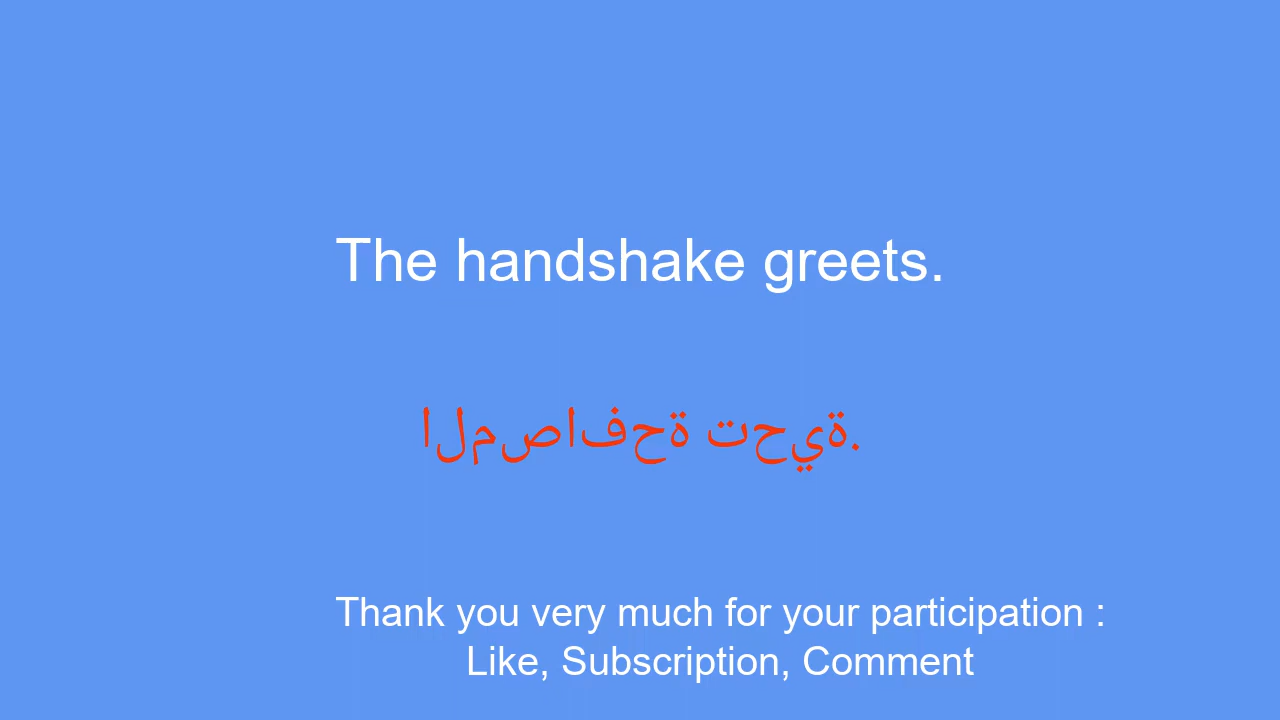 The handshake greets.
المصافحة تحية.
Thank you very much for your participation :
Like, Subscription, Comment